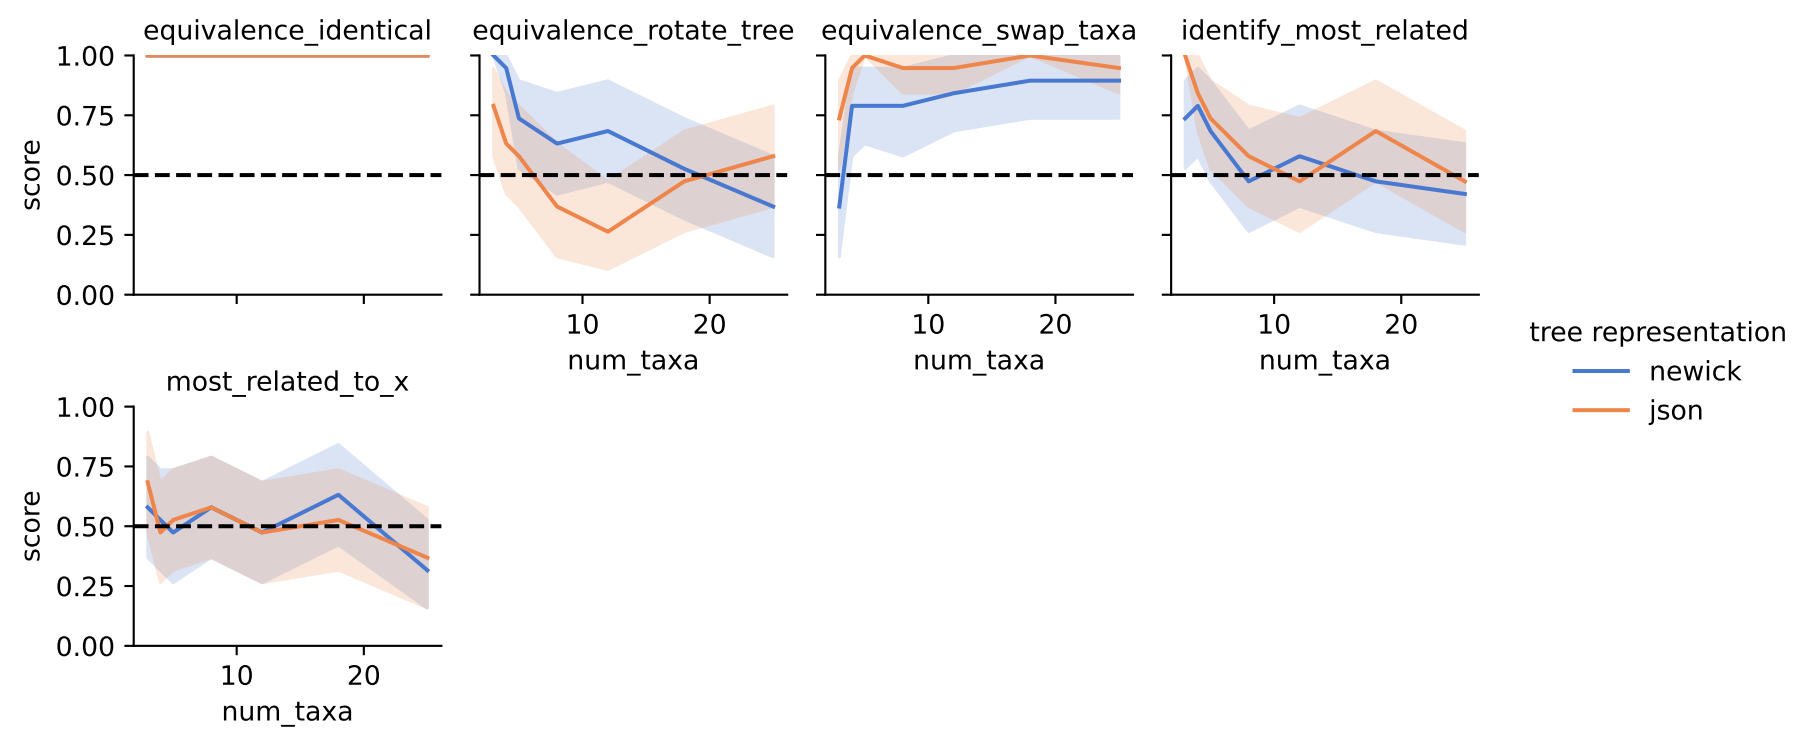 equivalence_identical
equivalence_rotate_tree
equivalence_swap_taxa
identify_most_related
score
1.00
0.75
0.50
0.25
0.00
10
20
num_taxa
10
20
num_taxa
10
20
num_taxa
most_related_to_x
score
1.00
0.75
0.50
0.25
0.00
10
20
num_taxa
tree representation
newick
json